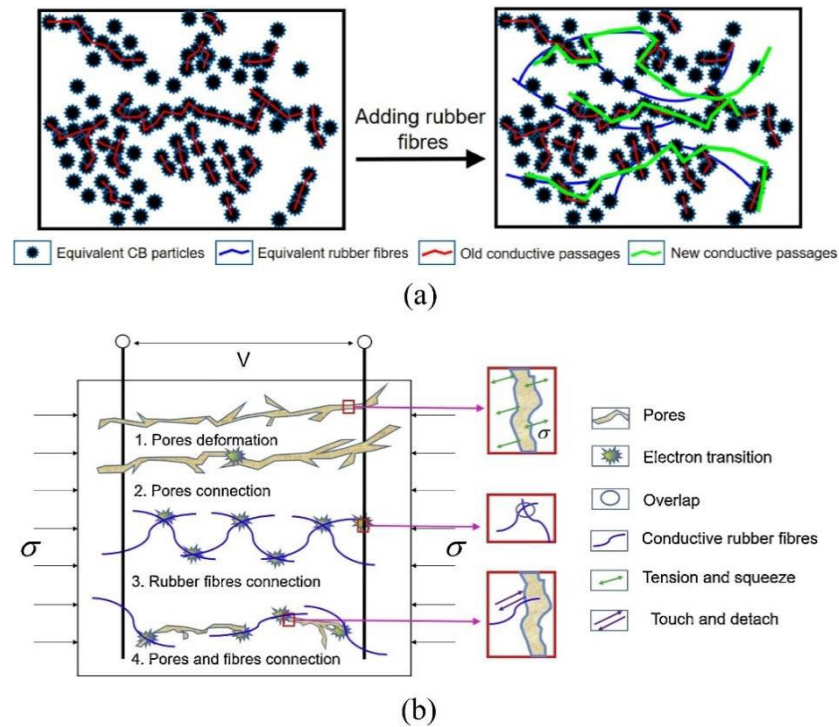 Adding rubber
fibres
Equivalent CB particles
Equivalent rubber fibres
Old conductive passages
New conductive passages
(a)
V
1. Pores deformation
2. Pores connection
3. Rubber fibres connection
4. Pores and fibres connection
σ
σ
σ
Pores
Electron transition
Overlap
Conductive rubber fibres
Tension and squeeze
Touch and detach
(b)